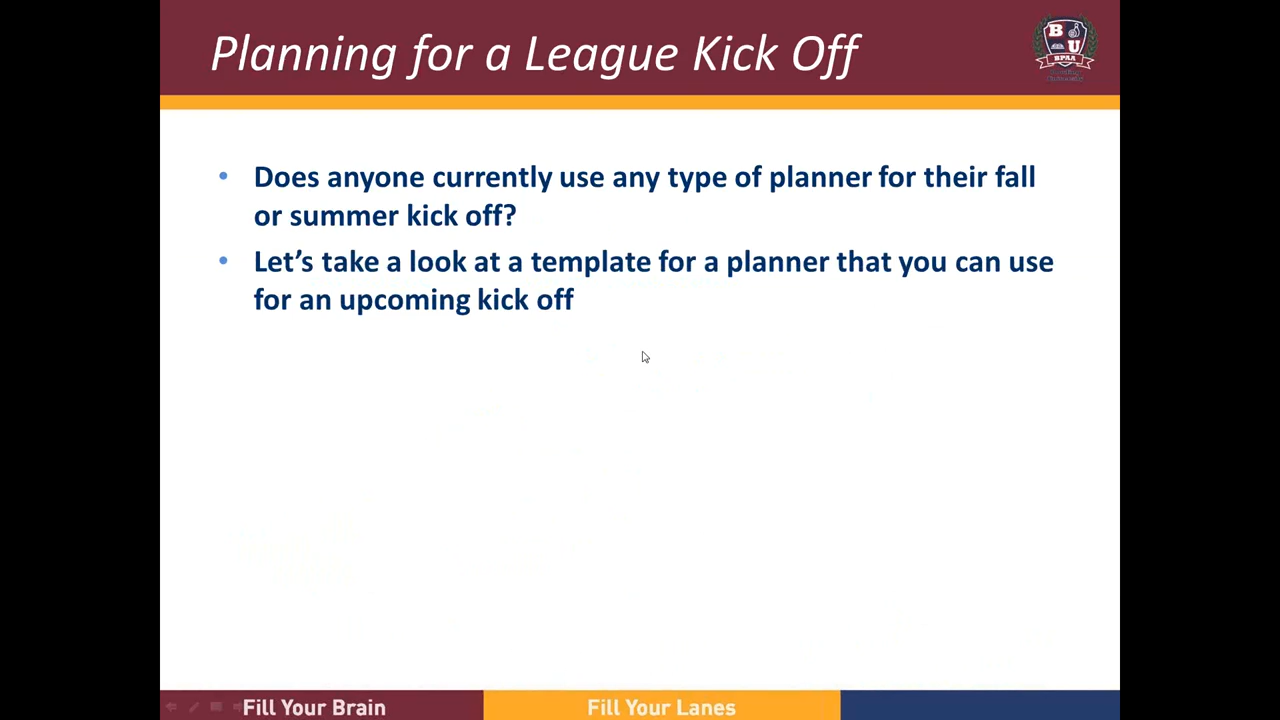 Planning for a League Kick Off
B U
BPAA
• Does anyone currently use any type of planner for their fall
or summer kick off?
• Let’s take a look at a template for a planner that you can use
for an upcoming kick off
Fill Your Brain
Fill Your Lanes